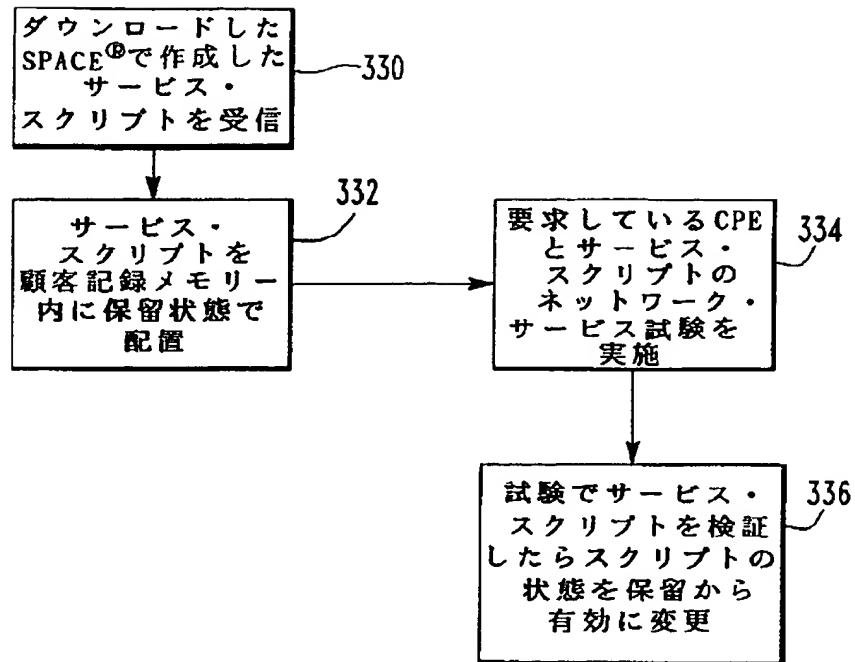 ダウンロードした
SPACE®で作成した
サービス・
スクリプトを受信
330
サービス・
スクリプトを
顧客記録メモリー
内に保留状態で
配置
332
要求しているCPE
とサービス・
スクリプトの
ネットワーク・
サービス試験を
実施
334
試験でサービス・
スクリプトを検証
したらスクリプトの
状態を保留から
有効に変更
336